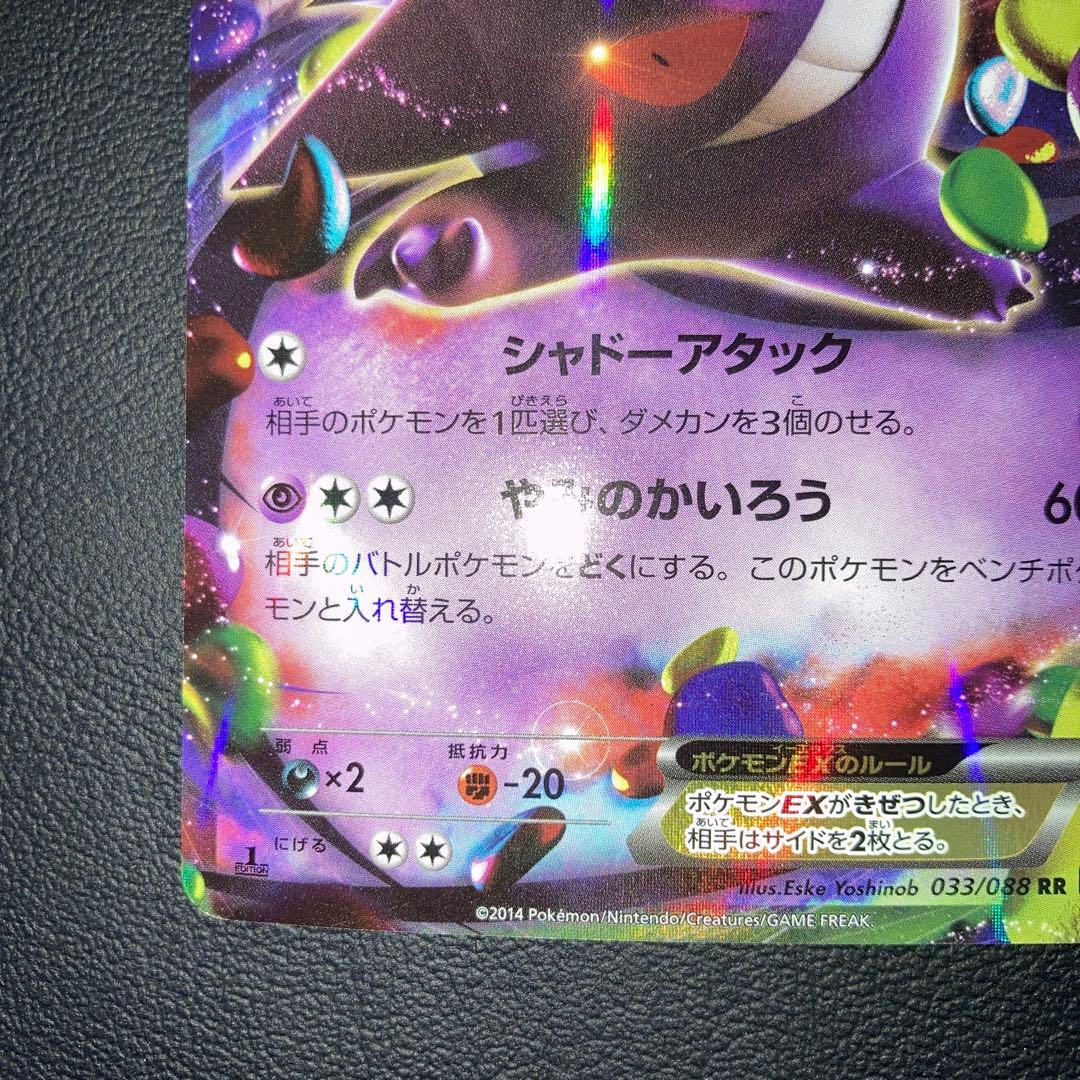 シャドーアタック
相手のポケモンを1匹選び、ダメカンを3個のせる。
やみのかいろう 60
相手のバトルポケモンをどくにする。このポケモンをベンチポケ
モンと入れ替える。
弱点 ×2 抵抗力 -20
ポケモンEXのルール
ポケモンEXがきぜつしたとき、
相手はサイドを2枚とる。
にげる
1 EDITION
illus.Eske Yoshinob 033/088 RR
©2014 Pokémon/Nintendo/Creatures/GAME FREAK.